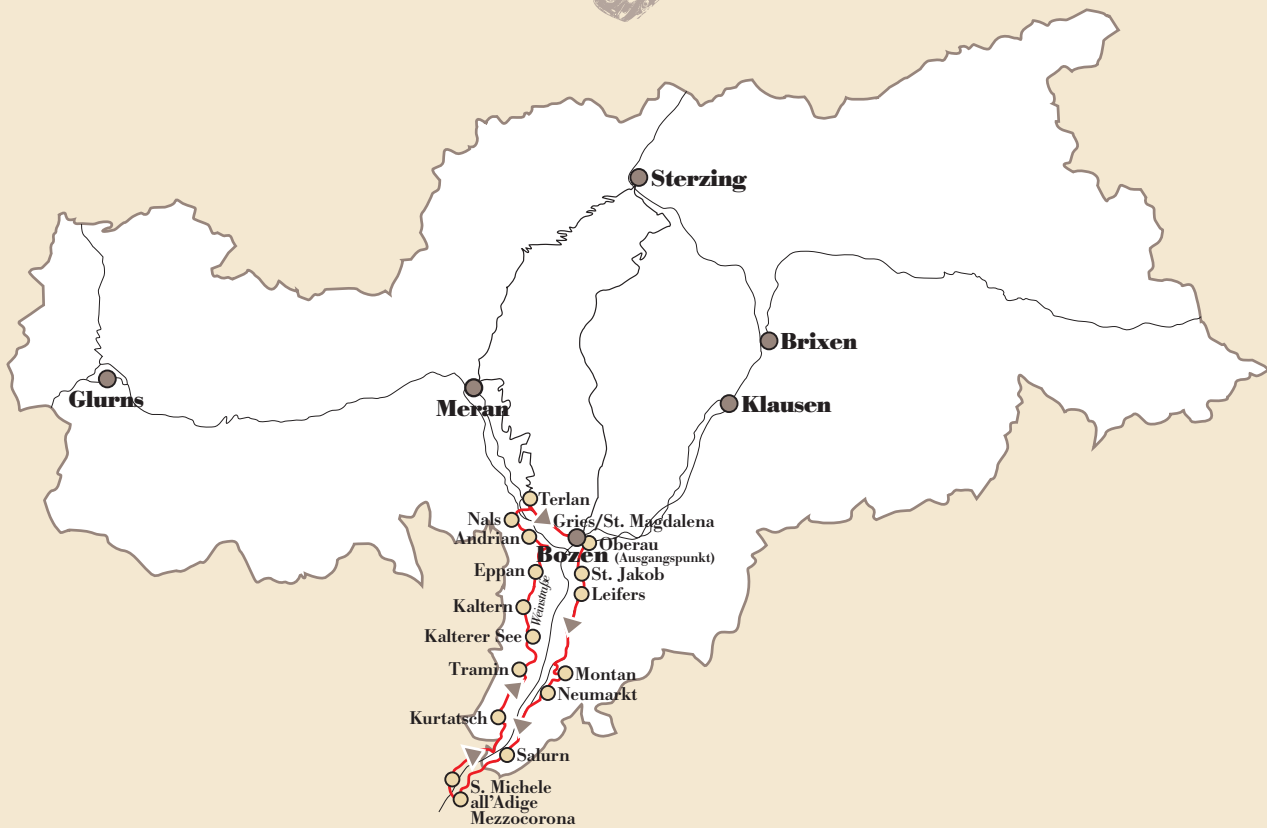 Sterzing
Brixen
Glurns
Meran
Klausen
Terlan
Nals
Gries/St. Magdalena
Andrian
Oberau
Bozen (Ausgangspunkt)
Eppan
St. Jakob
Weinstraße
Leifers
Kaltern
Kalterer See
Tramin
Montan
Neumarkt
Kurtatsch
Salurn
S. Michele
all'Adige
Mezzocorona